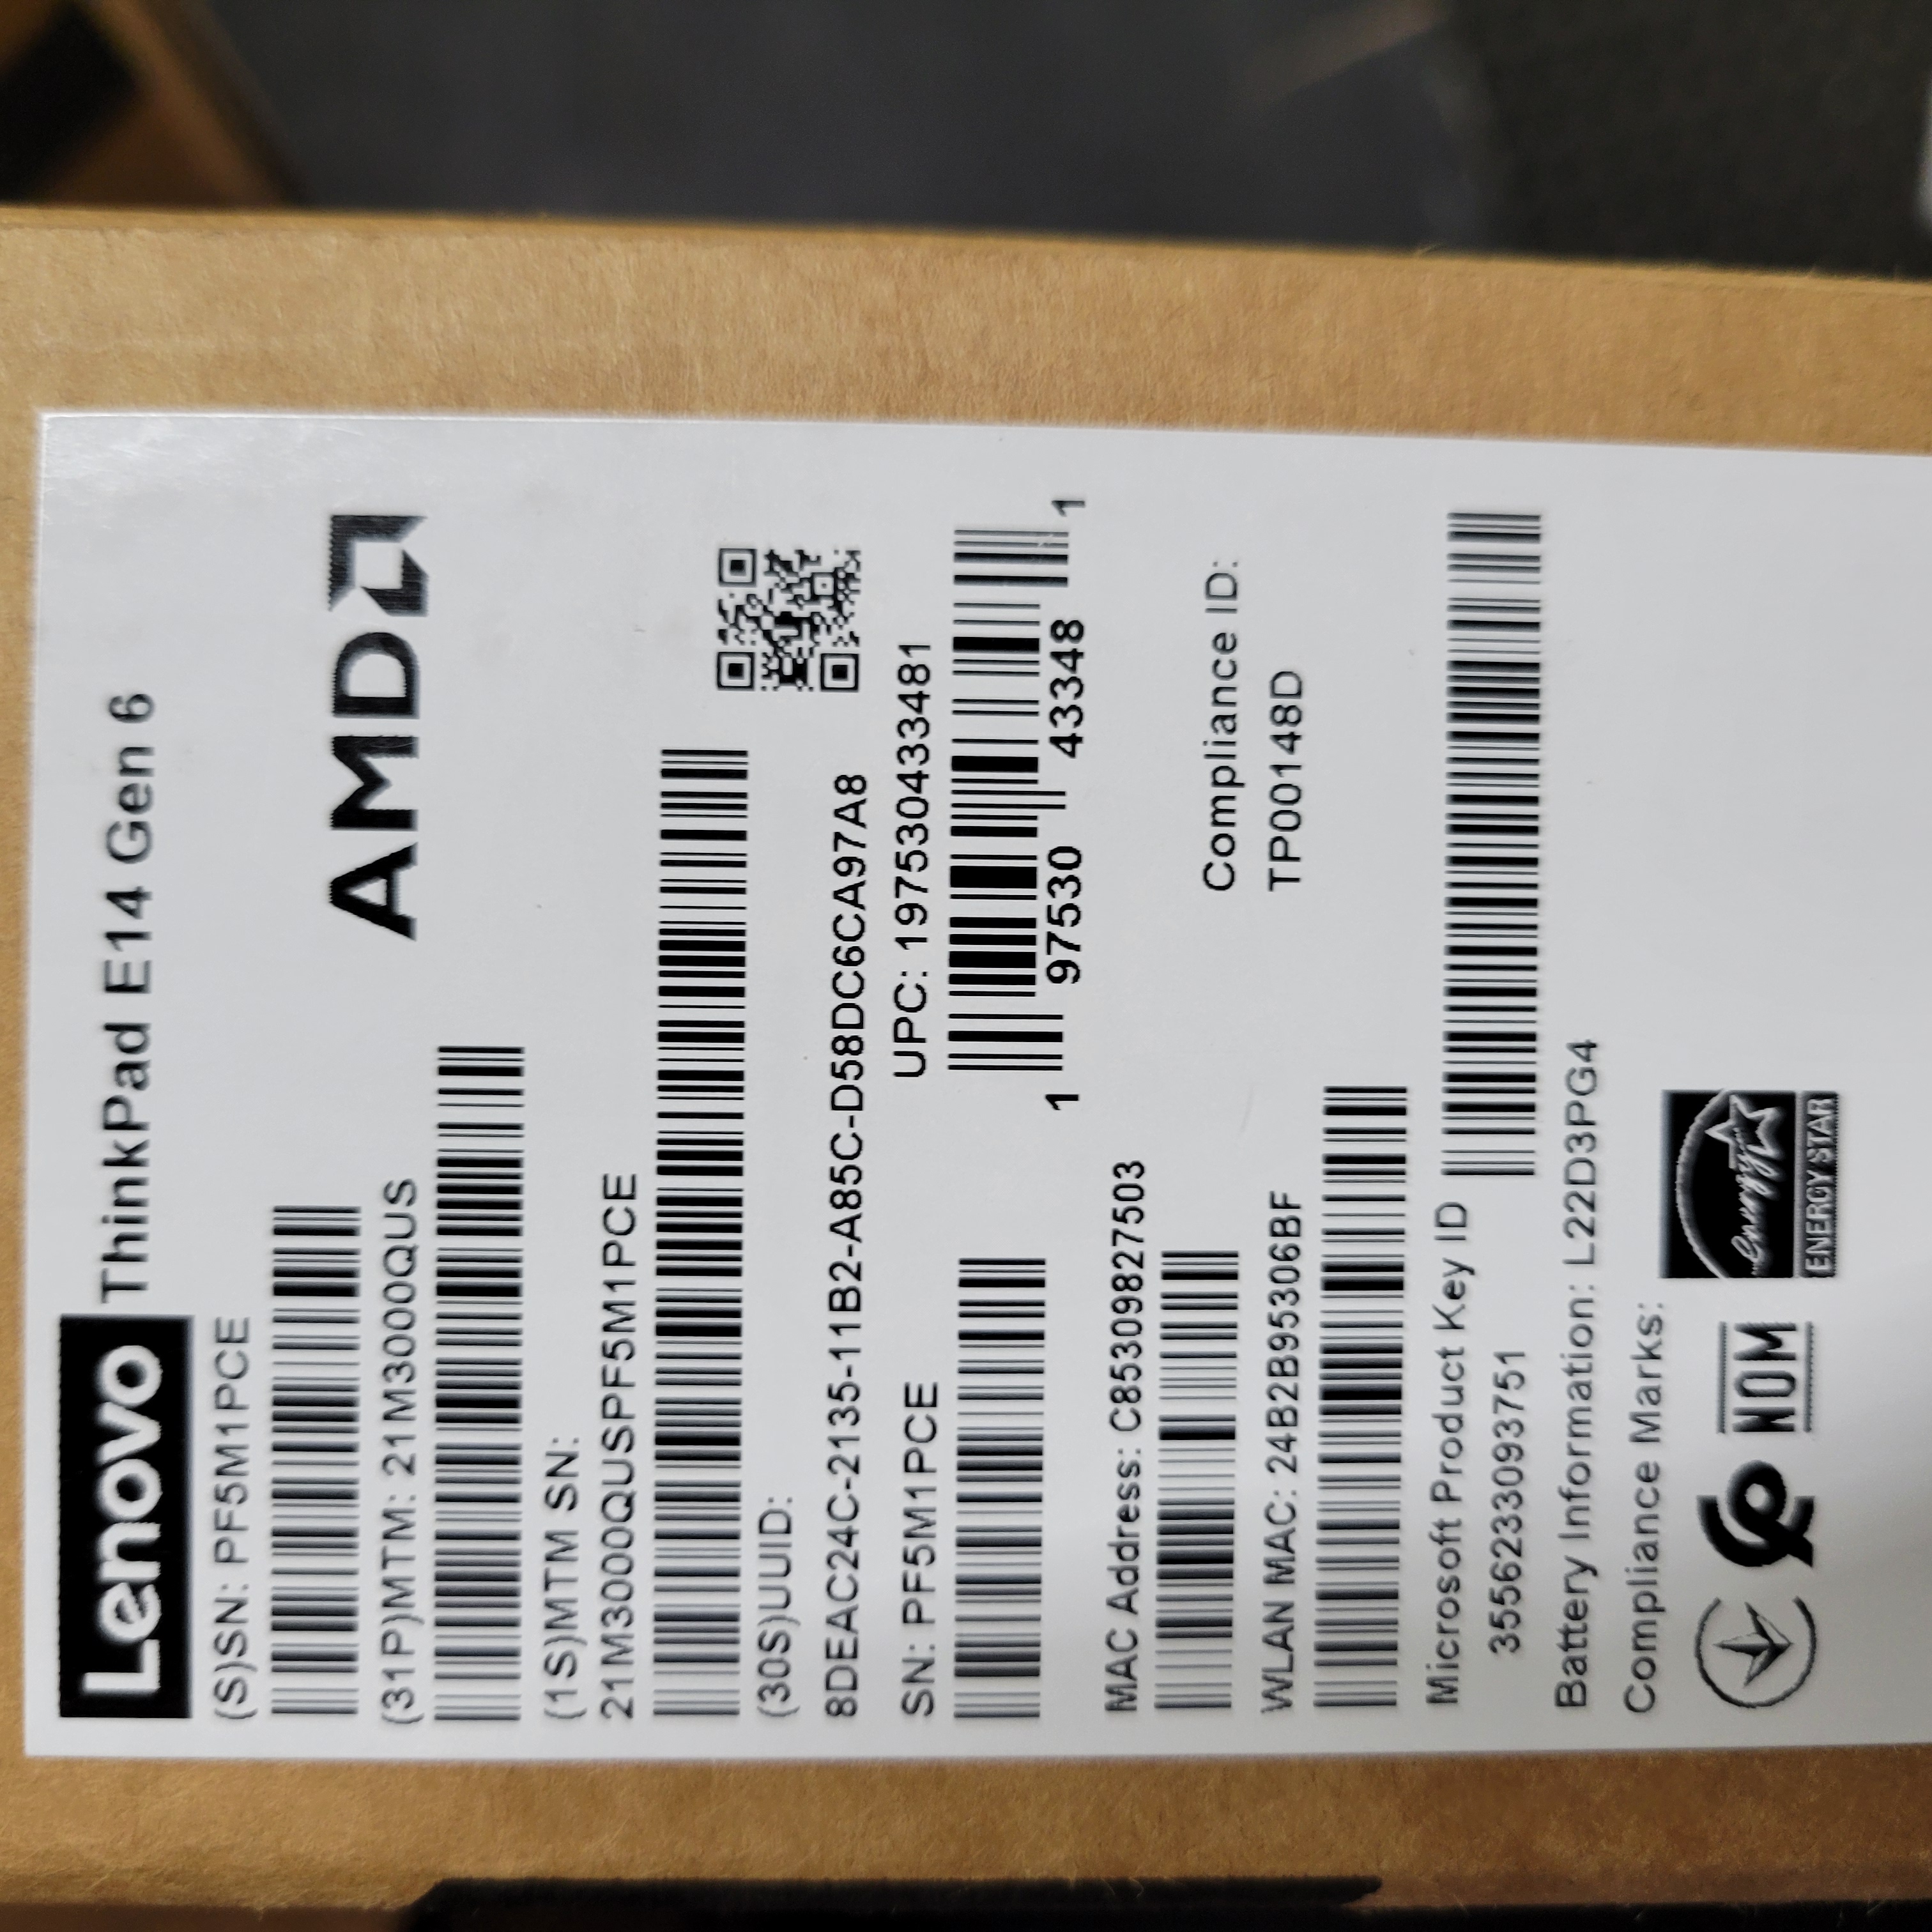 Lenovo ThinkPad E14 Gen 6
(S)SN: PF5M1PCE
AMD
(31P)MTM: 21M3000QUS
(1S)MTM SN:
21M3000QUSPF5M1PCE
(30S)UUID:
8DEAC24C-2135-11B2-A85C-D58DC6CA97A8
SN: PF5M1PCE
UPC: 197530433481
1 97530 43348 1
MAC Address: C85309827503
Compliance ID:
TP00148D
WLAN MAC: 24B2B95306BF
Microsoft Product Key ID
3556233093751
Battery Information: L22D3PG4
Compliance Marks:
NOM
energy
ENERGY STAR